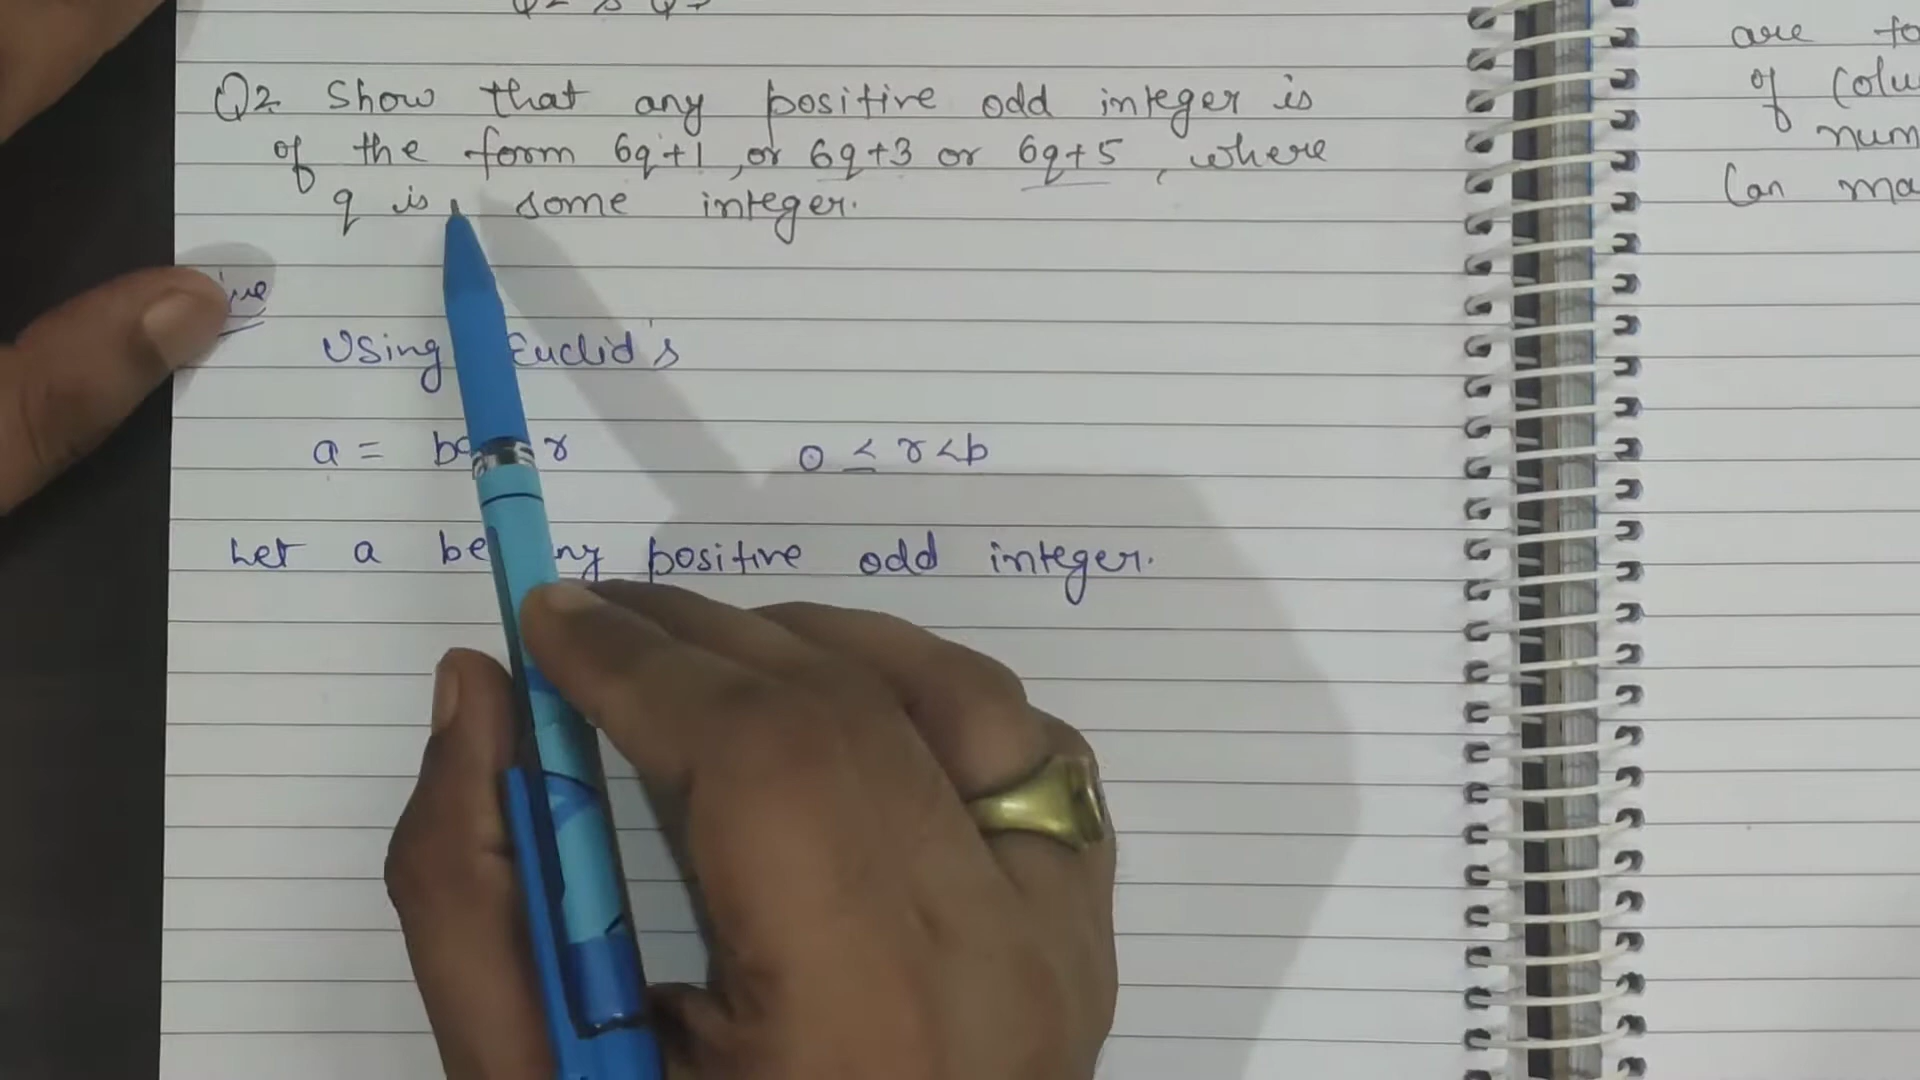 Q2 Show that any positive odd integer is
of the form 6q+1, or 6q+3 or 6q+5, where
q is some integer.
Using Euclid's
a = r 0 ≤ r < b
Let a be positive odd integer.
are
of
num
Can